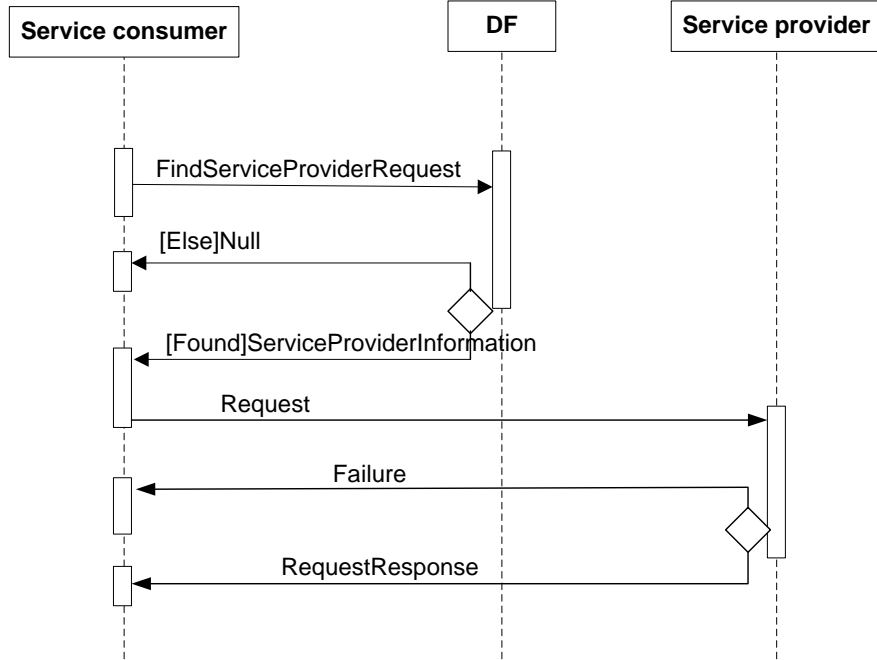 Service consumer
DF
Service provider
FindServiceProviderRequest
[Else]Null
[Found]ServiceProviderInformation
Request
Failure
RequestResponse